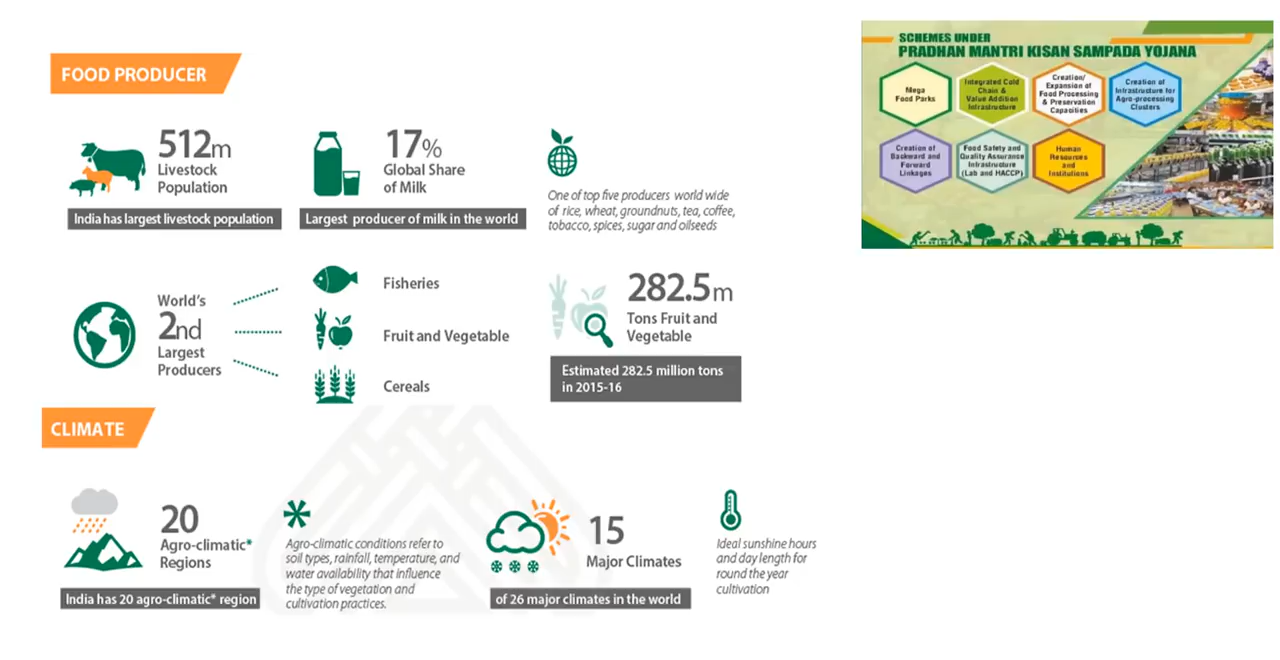 FOOD PRODUCER
512m
Livestock
Population
India has largest livestock population
17%
Global Share
of Milk
Largest producer of milk in the world
One of top five producers world wide
of rice, wheat, groundnuts, tea, coffee,
tobacco, spices, sugar and oilseeds
World's
2nd
Largest
Producers
Fisheries
Fruit and Vegetable
Cereals
282.5m
Tons Fruit and
Vegetable
Estimated 282.5 million tons
in 2015-16
CLIMATE
20
Agro-climatic*
Regions
India has 20 agro-climatic* region
*
Agro-climatic conditions refer to
soil types, rainfall, temperature, and
water availability that influence
the type of vegetation and
cultivation practices.
15
Major Climates
of 26 major climates in the world
Ideal sunshine hours
and day length for
round the year
cultivation
SCHEMES UNDER
PRADHAN MANTRI KISAN SAMPADA YOJANA
Mega
Food Parks
Integrated Cold
Chain &
Value Addition
Infrastructure
Creation/
Expansion of
Food Processing
& Preservation
Capacities
Creation of
Infrastructure for
Agro-processing
Clusters
Creation of
Backward and
Forward
Linkages
Food Safety and
Quality Assurance
Infrastructure
(Lab and HACCP)
Human
Resources
and
Institutions